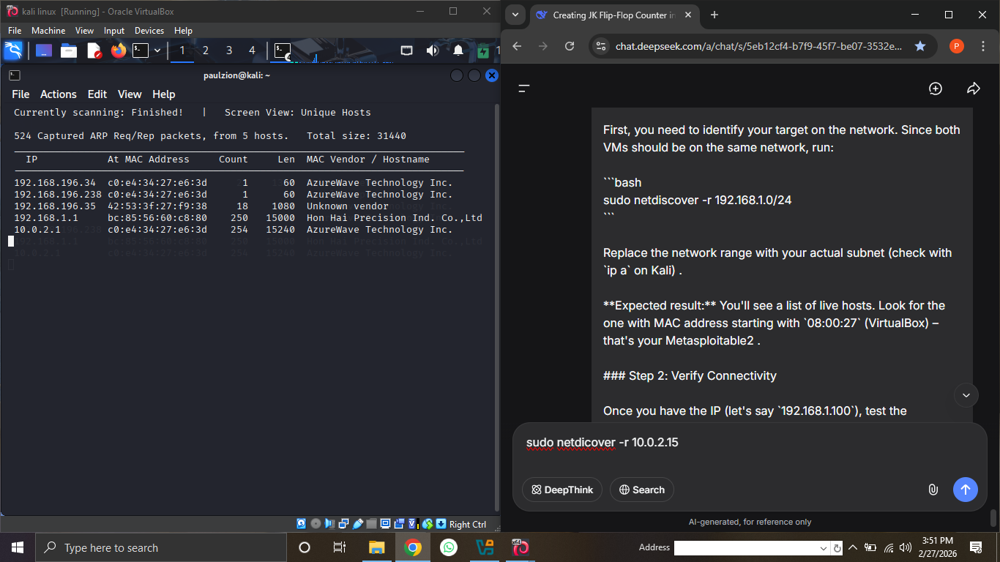 kali linux  [Running] - Oracle VirtualBox
File Machine View Input Devices Help
1 2 3 4
paulzion@kali: ~
File Actions Edit View Help
Currently scanning: Finished!   |   Screen View: Unique Hosts
524 Captured ARP Req/Rep packets, from 5 hosts.   Total size: 31440
IP            At MAC Address     Count     Len  MAC Vendor / Hostname
192.168.196.34  c0:e4:34:27:e6:3d      1      60  AzureWave Technology Inc.
192.168.196.238 c0:e4:34:27:e6:3d      1      60  AzureWave Technology Inc.
192.168.196.35  42:53:3f:27:f9:38     18    1080  Unknown vendor
192.168.1.1     bc:85:56:60:c8:80    250   15000  Hon Hai Precision Ind. Co.,Ltd
10.0.2.1        c0:e4:34:27:e6:3d    254   15240  AzureWave Technology Inc.
192.168.1.1     bc:85:56:60:c8:80    250   15000  Hon Hai Precision Ind. Co.,Ltd
10.0.2.1        c0:e4:34:27:e6:3d    254   15240  AzureWave Technology Inc.
Right Ctrl
Creating JK Flip-Flop Counter in
chat.deepseek.com/a/chat/s/5eb12cf4-b7f9-45f7-be07-3532e...
P
First, you need to identify your target on the network. Since both
VMs should be on the same network, run:
```bash
sudo netdiscover -r 192.168.1.0/24
```
Replace the network range with your actual subnet (check with
`ip a` on Kali) .
**Expected result:** You'll see a list of live hosts. Look for the
one with MAC address starting with `08:00:27` (VirtualBox) –
that's your Metasploitable2 .
### Step 2: Verify Connectivity
Once you have the IP (let's say `192.168.1.100`), test the
sudo netdicover -r 10.0.2.15
DeepThink
Search
AI-generated, for reference only
Type here to search
Address
3:51 PM
2/27/2026